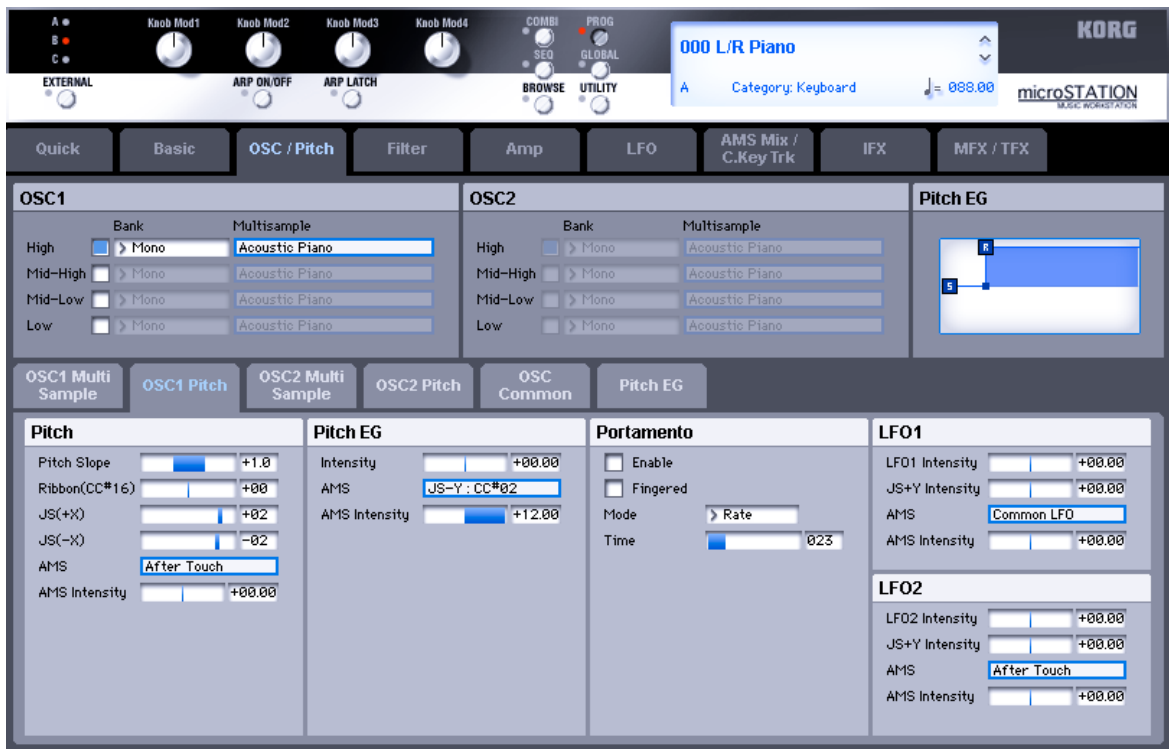 A
B
C
Knob Mod1
Knob Mod2
Knob Mod3
Knob Mod4
COMBI
PROG
SEQ
GLOBAL
EXTERNAL
ARP ON/OFF
ARP LATCH
BROWSE
UTILITY
000 L/R Piano
A Category: Keyboard ♩= 088.00
KORG
microSTATION
MUSIC WORKSTATION
Quick
Basic
OSC / Pitch
Filter
Amp
LFO
AMS Mix /
C.Key Trk
IFX
MFX / TFX
OSC1
Bank Multisample
High > Mono Acoustic Piano
Mid-High > Mono Acoustic Piano
Mid-Low > Mono Acoustic Piano
Low > Mono Acoustic Piano
OSC2
Bank Multisample
High > Mono Acoustic Piano
Mid-High > Mono Acoustic Piano
Mid-Low > Mono Acoustic Piano
Low > Mono Acoustic Piano
Pitch EG
R
S
OSC1 Multi
Sample
OSC1 Pitch
OSC2 Multi
Sample
OSC2 Pitch
OSC
Common
Pitch EG
Pitch
Pitch Slope +1.0
Ribbon(CC#16) +00
JS(+X) +02
JS(-X) -02
AMS After Touch
AMS Intensity +00.00
Pitch EG
Intensity +00.00
AMS JS-Y : CC#02
AMS Intensity +12.00
Portamento
Enable
Fingered
Mode > Rate
Time 023
LFO1
LFO1 Intensity +00.00
JS+Y Intensity +00.00
AMS Common LFO
AMS Intensity +00.00
LFO2
LFO2 Intensity +00.00
JS+Y Intensity +00.00
AMS After Touch
AMS Intensity +00.00